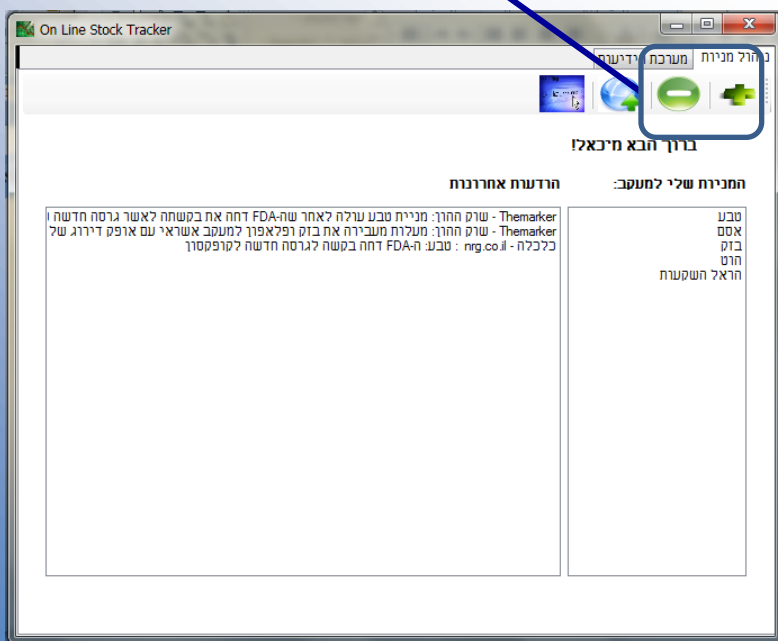 On Line Stock Tracker
ניהול מניות
מערכת ידיעות
ברוך הבא מיכאל!
המניות שלי למעקב:
הודעות אחרונות
טבע
אסם
בזק
הוט
הראל השקעות
Themarker - שוק ההון: מניית טבע עולה לאחר שה-FDA דחה את בקשתה לאשר גרסה חדשה
Themarker - שוק ההון: מעלות מעבירה את בזק ופלאפון למעקב אשראי עם אופק דירוג של
כלכלה - nrg.co.il : טבע: ה-FDA דחה בקשה לגרסה חדשה לקופקסון